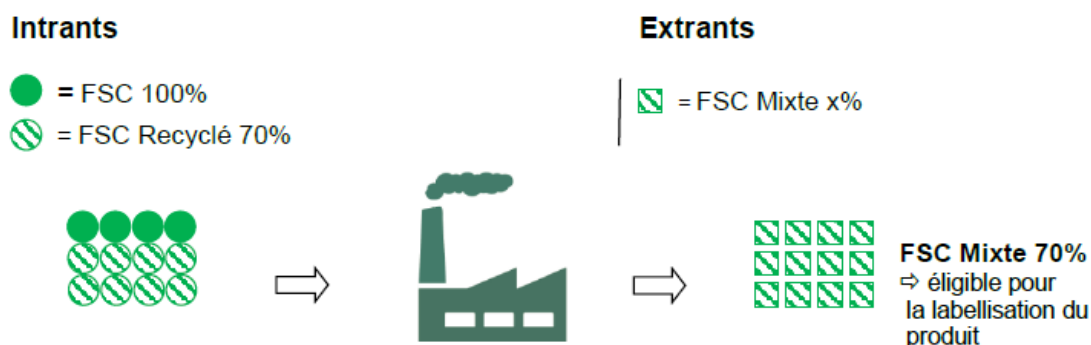 Intrants
Extrants
= FSC 100%
= FSC Recyclé 70%
= FSC Mixte x%
FSC Mixte 70%
⇨ éligible pour
la labellisation du
produit